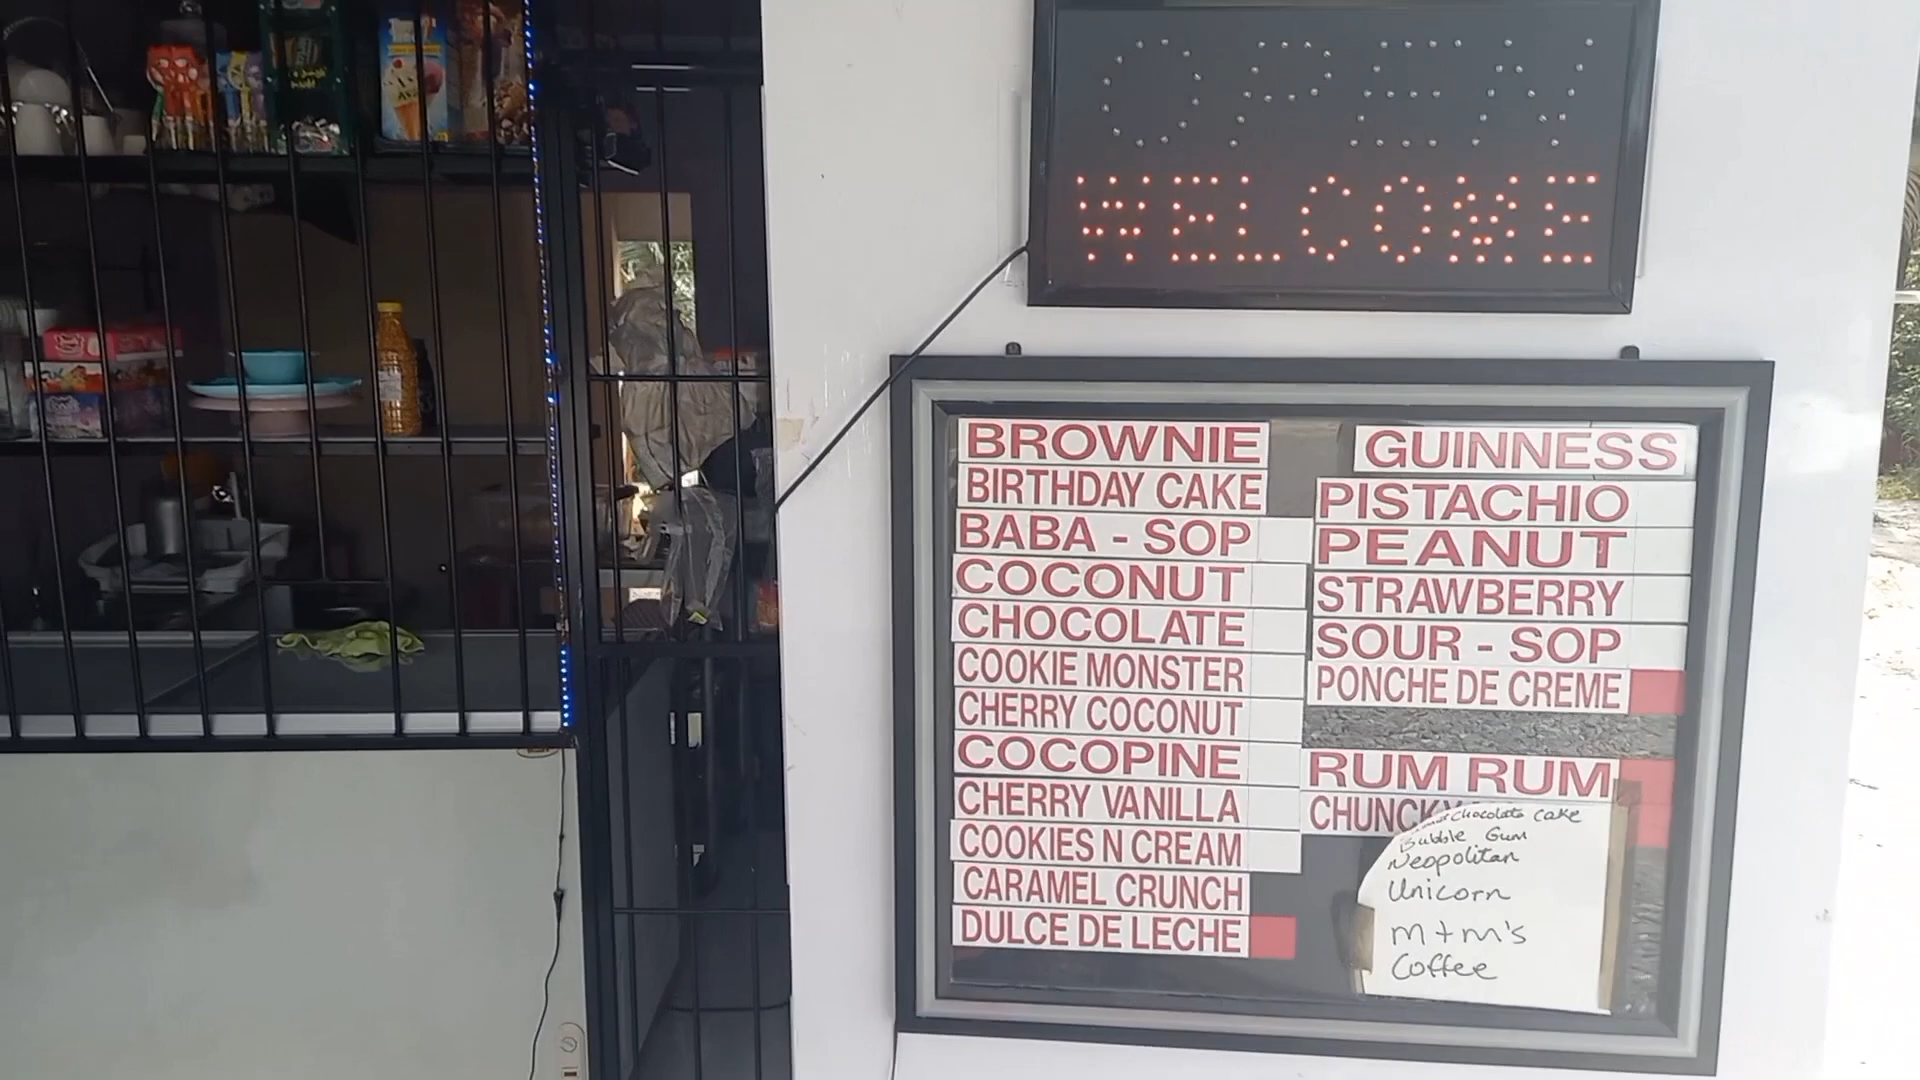 OPEN
WELCOME
BROWNIE
BIRTHDAY CAKE
BABA - SOP
COCONUT
CHOCOLATE
COOKIE MONSTER
CHERRY COCONUT
COCOPINE
CHERRY VANILLA
COOKIES N CREAM
CARAMEL CRUNCH
DULCE DE LECHE
GUINNESS
PISTACHIO
PEANUT
STRAWBERRY
SOUR - SOP
PONCHE DE CREME
RUM RUM
CHUNCKY
Chocolate Cake
Bubble Gum
Neopolitan
Unicorn
M+M's
Coffee